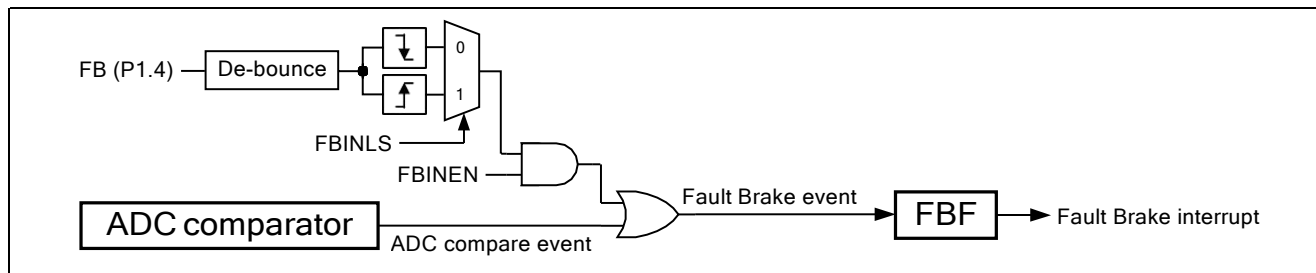 0
FB (P1.4)
De-bounce
1
FBINLS
FBINEN
Fault Brake event
ADC comparator
FBF
Fault Brake interrupt
ADC compare event